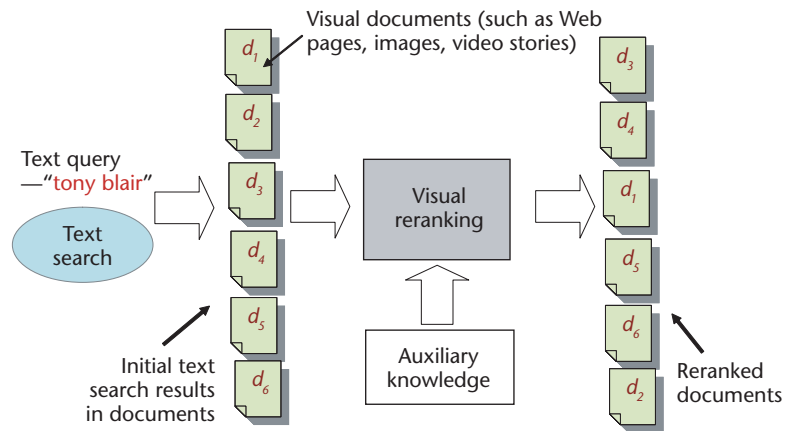 Visual documents (such as Web
pages, images, video stories)
d1
d2
d3
d4
d5
d6
Text query
—“tony blair”
Text
search
Initial text
search results
in documents
Visual
reranking
Auxiliary
knowledge
d3
d4
d1
d5
d6
d2
Reranked
documents